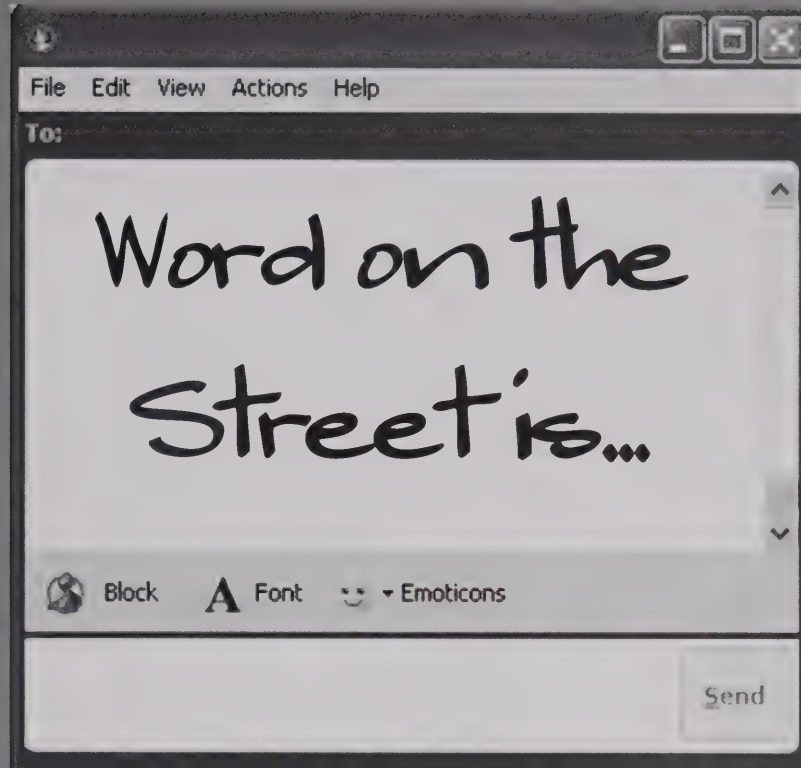 File Edit View Actions Help
To:
Word on the
Street is...
Block A Font Emoticons
Send